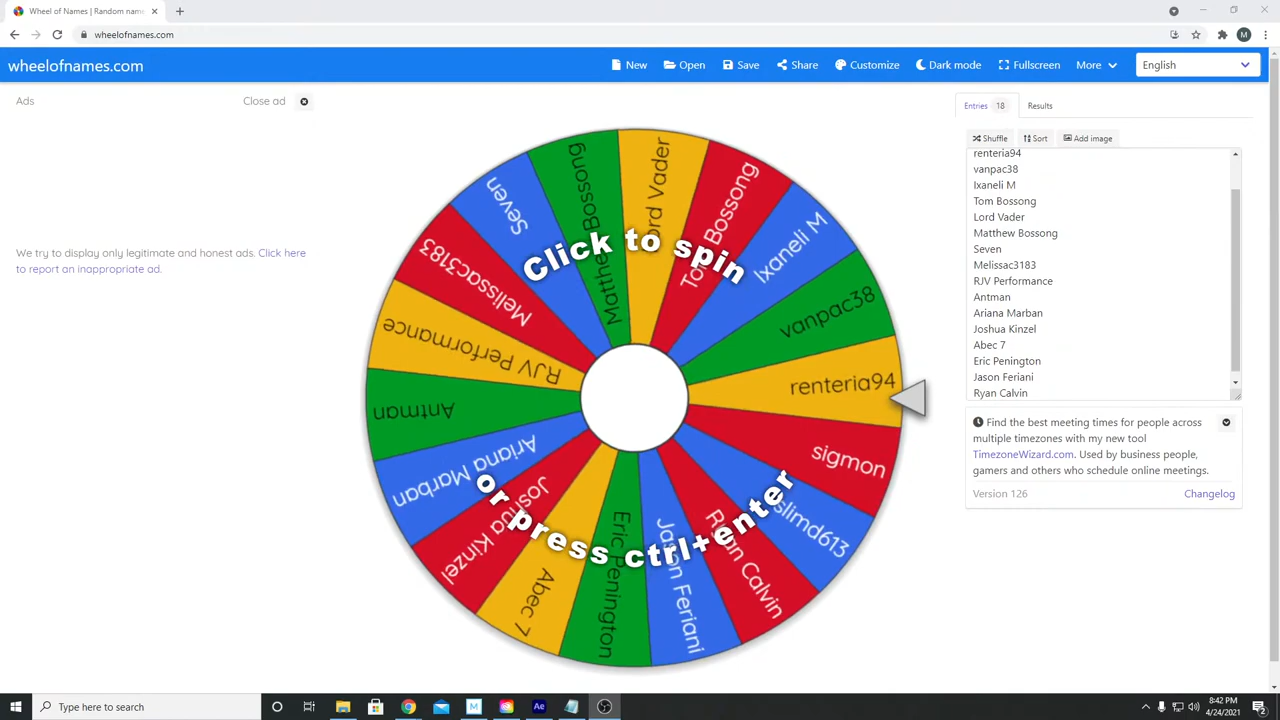 Wheel of Names | Random name
wheelofnames.com
wheelofnames.com
New
Open
Save
Share
Customize
Dark mode
Fullscreen
More
English
Ads
Close ad
We try to display only legitimate and honest ads. Click here
to report an inappropriate ad.
Click to spin
or press ctrl+enter
Lord Vader
Tom Bossong
Ixaneli M
vanpac38
renteria94
sigmon
slimd613
Ryan Calvin
Jason Feriani
Eric Penington
Abec 7
Joshua Kinzel
Ariana Marban
Antman
RJV Performance
Melissac3183
Seven
Matthew Bossong
Entries 18
Results
Shuffle
Sort
Add image
renteria94
vanpac38
Ixaneli M
Tom Bossong
Lord Vader
Matthew Bossong
Seven
Melissac3183
RJV Performance
Antman
Ariana Marban
Joshua Kinzel
Abec 7
Eric Penington
Jason Feriani
Ryan Calvin
Find the best meeting times for people across
multiple timezones with my new tool
TimezoneWizard.com. Used by business people,
gamers and others who schedule online meetings.
Version 126
Changelog
Type here to search
8:42 PM
4/24/2021